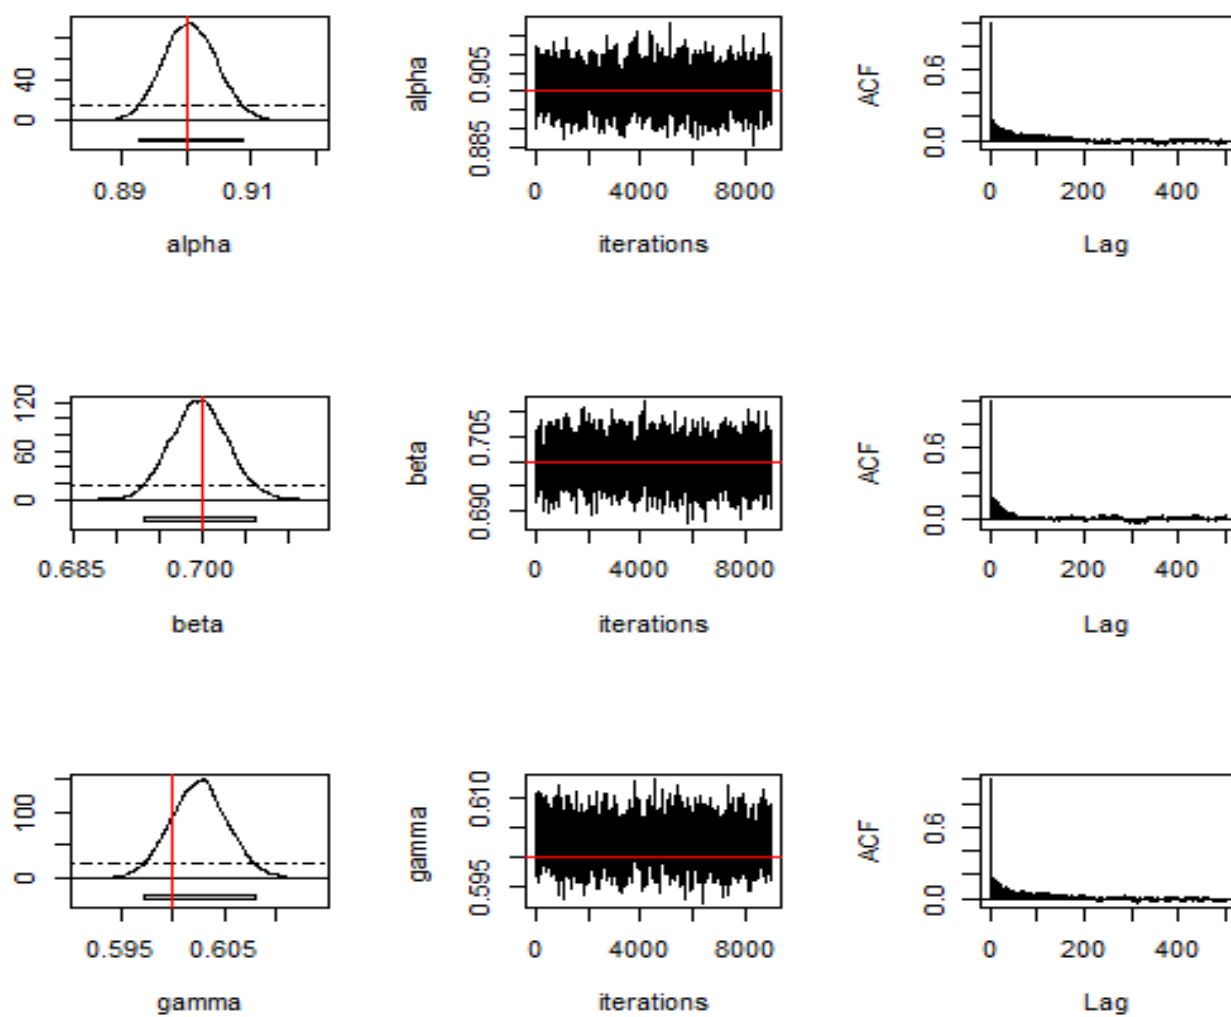 0 40
0.89 0.91
alpha
alpha
0.885 0.905
0 4000 8000
iterations
ACF
0.0 0.6
0 200 400
Lag
0 60 120
0.685 0.700
beta
beta
0.690 0.705
0 4000 8000
iterations
ACF
0.0 0.6
0 200 400
Lag
0 100
0.595 0.605
gamma
gamma
0.595 0.610
0 4000 8000
iterations
ACF
0.0 0.6
0 200 400
Lag